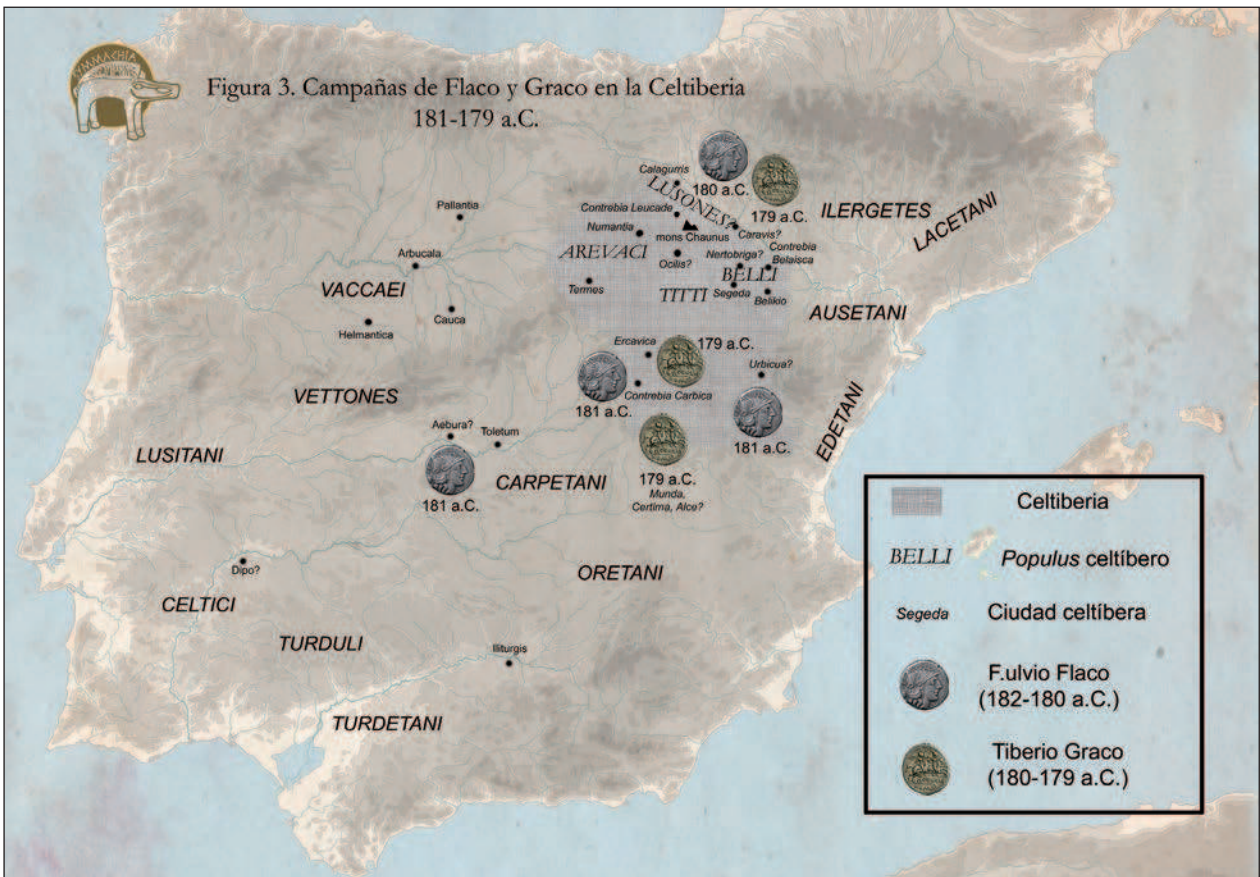 SYMMACHIA
Figura 3. Campañas de Flaco y Graco en la Celtiberia
181-179 a.C.
Calagurris
180 a.C.
LUSONES?
179 a.C.
ILERGETES
LACETANI
Pallantia
Contrebia Leucade
Numantia
mons Chaunus
Caravis?
Arbucala
AREVACI
Ocilis?
Nertobriga?
Contrebia
Belaisca
BELLI
VACCAEI
Termes
TITTI
Segeda
Belikio
Cauca
AUSETANI
Helmantica
Ercavica
179 a.C.
Urbicua?
VETTONES
Contrebia Carbica
181 a.C.
EDETANI
Aebura?
Toletum
181 a.C.
LUSITANI
CARPETANI
179 a.C.
Munda,
Certima, Alce?
181 a.C.
Dipo?
ORETANI
CELTICI
TURDULI
Illiturgis
TURDETANI
Celtiberia
BELLI
Populus celtíbero
Segeda
Ciudad celtíbera
F.ulvio Flaco
(182-180 a.C.)
Tiberio Graco
(180-179 a.C.)